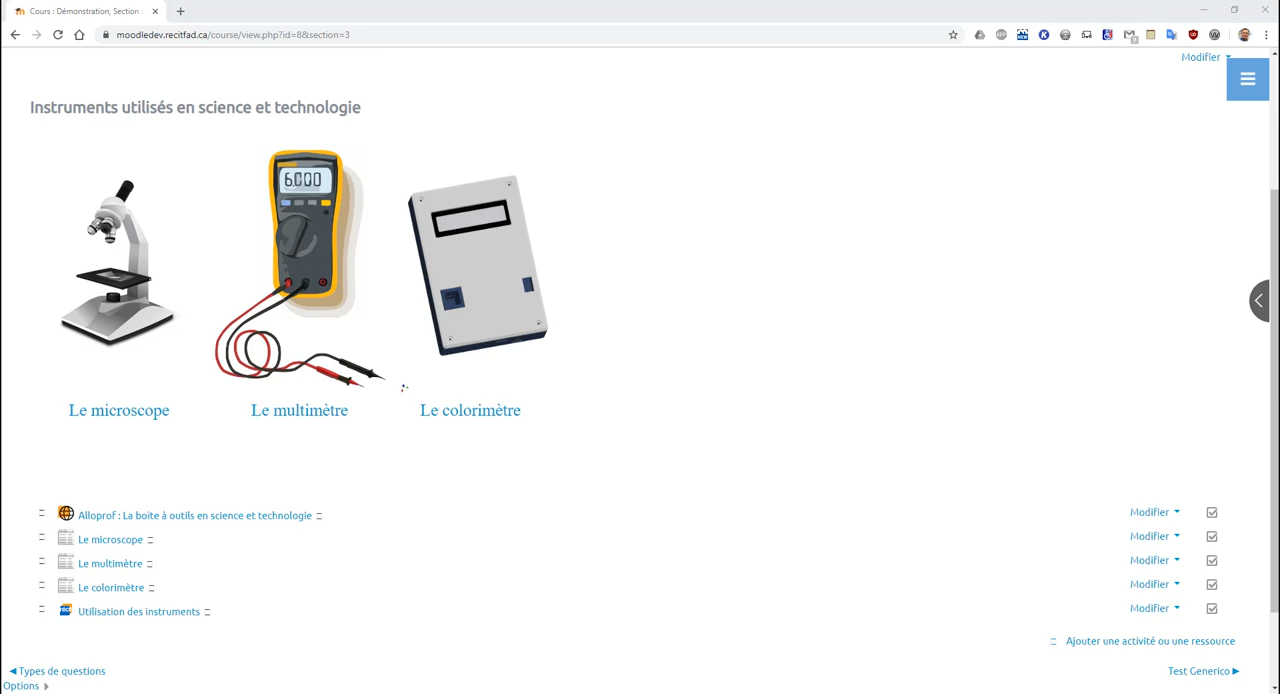 Cours : Démonstration, Section
moodledev.recitfad.ca/course/view.php?id=8&section=3
Modifier
Instruments utilisés en science et technologie
6.000
Le microscope
Le multimètre
Le colorimètre
Alloprof : La boîte à outils en science et technologie
Modifier
Le microscope
Modifier
Le multimètre
Modifier
Le colorimètre
Modifier
Utilisation des instruments
Modifier
Ajouter une activité ou une ressource
◀ Types de questions
Test Generico ▶
Options